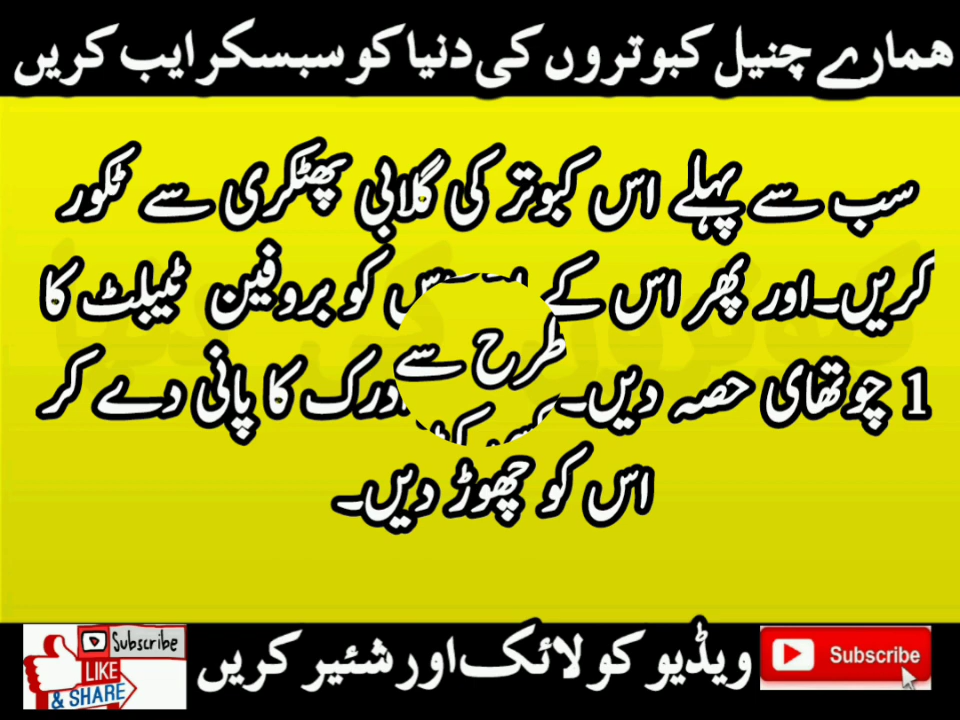 ہمارے چنیل کبوتروں کی دنیا کو سبسکرایب کریں
سب سے پہلے اس کبوتر کی گلابی پھٹکری سے ٹکور
کریں۔اور پھر اس کے کو بروفین ٹیبلٹ کا
طرح سے
1 چوتھای حصہ دیں۔ ادرک کا پانی دے کر
اس کو چھوڑ دیں۔
Subscribe
LIKE
& SHARE
ویڈیو کو لائک اور شئیر کریں
Subscribe